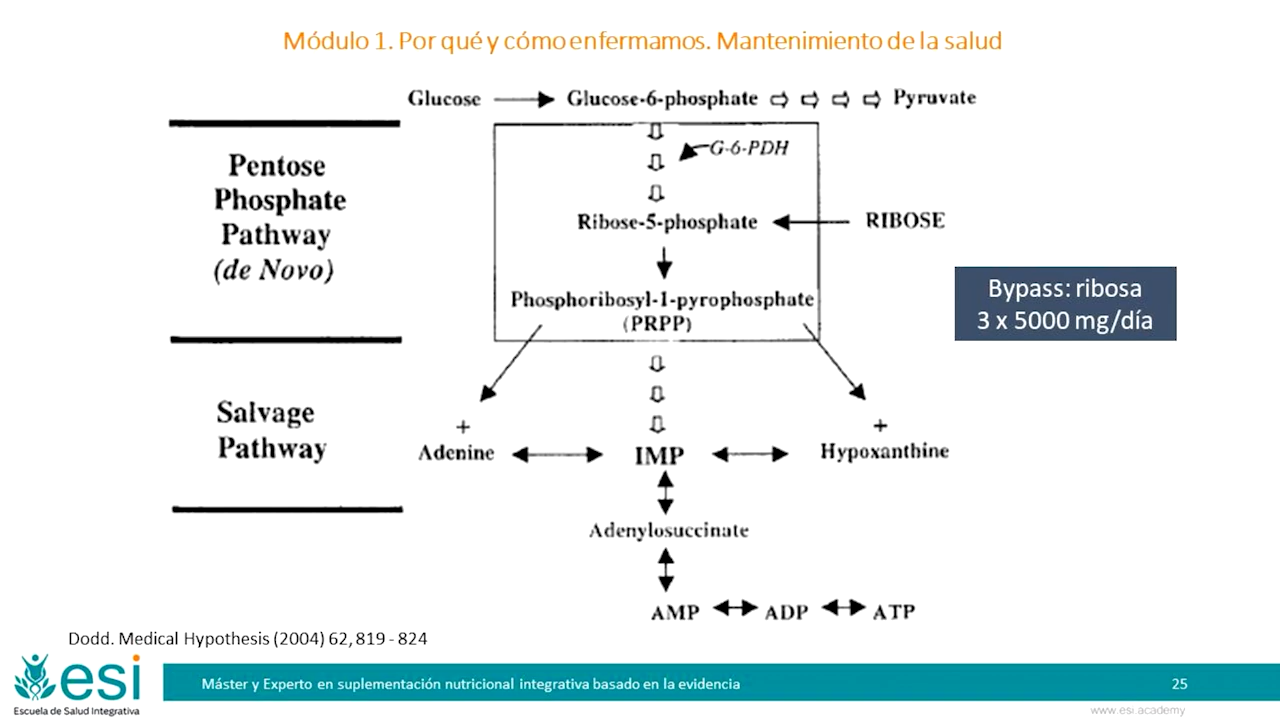 Módulo 1. Por qué y cómo enfermamos. Mantenimiento de la salud
Glucose
Glucose-6-phosphate
Pyruvate
Pentose
Phosphate
Pathway
(de Novo)
G-6-PDH
Ribose-5-phosphate
RIBOSE
Phosphoribosyl-1-pyrophosphate
(PRPP)
Bypass: ribosa
3 x 5000 mg/día
Salvage
Pathway
+
Adenine
IMP
+
Hypoxanthine
Adenylosuccinate
AMP
ADP
ATP
Dodd. Medical Hypothesis (2004) 62, 819 - 824
esi
Escuela de Salud Integrativa
Máster y Experto en suplementación nutricional integrativa basado en la evidencia
25
www.esi.academy